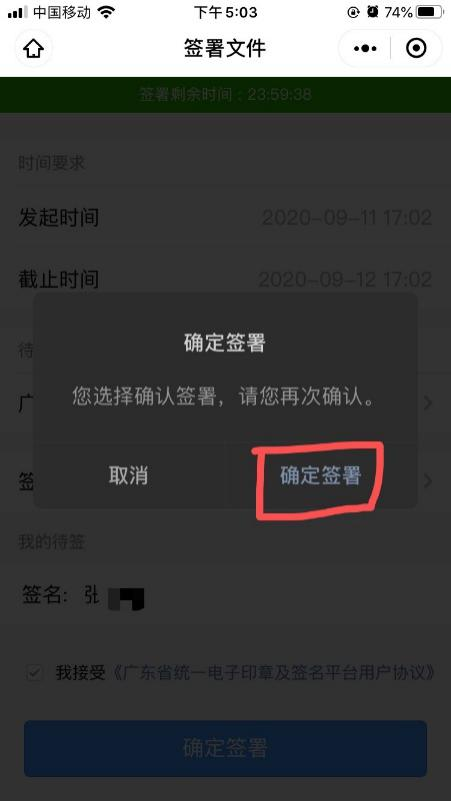 中国移动
下午5:03
74%
签署文件
签署剩余时间：23:59:38
时间要求
发起时间
2020-09-11 17:02
截止时间
2020-09-12 17:02
待
确定签署
您选择确认签署，请您再次确认。
广
取消
确定签署
签
我的待签
签名: 张
我接受《广东省统一电子印章及签名平台用户协议》
确定签署